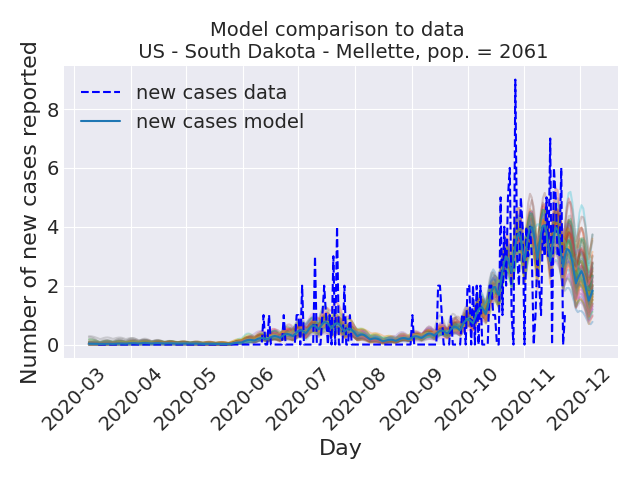 Model comparison to data
US - South Dakota - Mellette, pop. = 2061
Number of new cases reported
8
6
4
2
0
new cases data
new cases model
2020-03
2020-04
2020-05
2020-06
2020-07
2020-08
2020-09
2020-10
2020-11
2020-12
Day